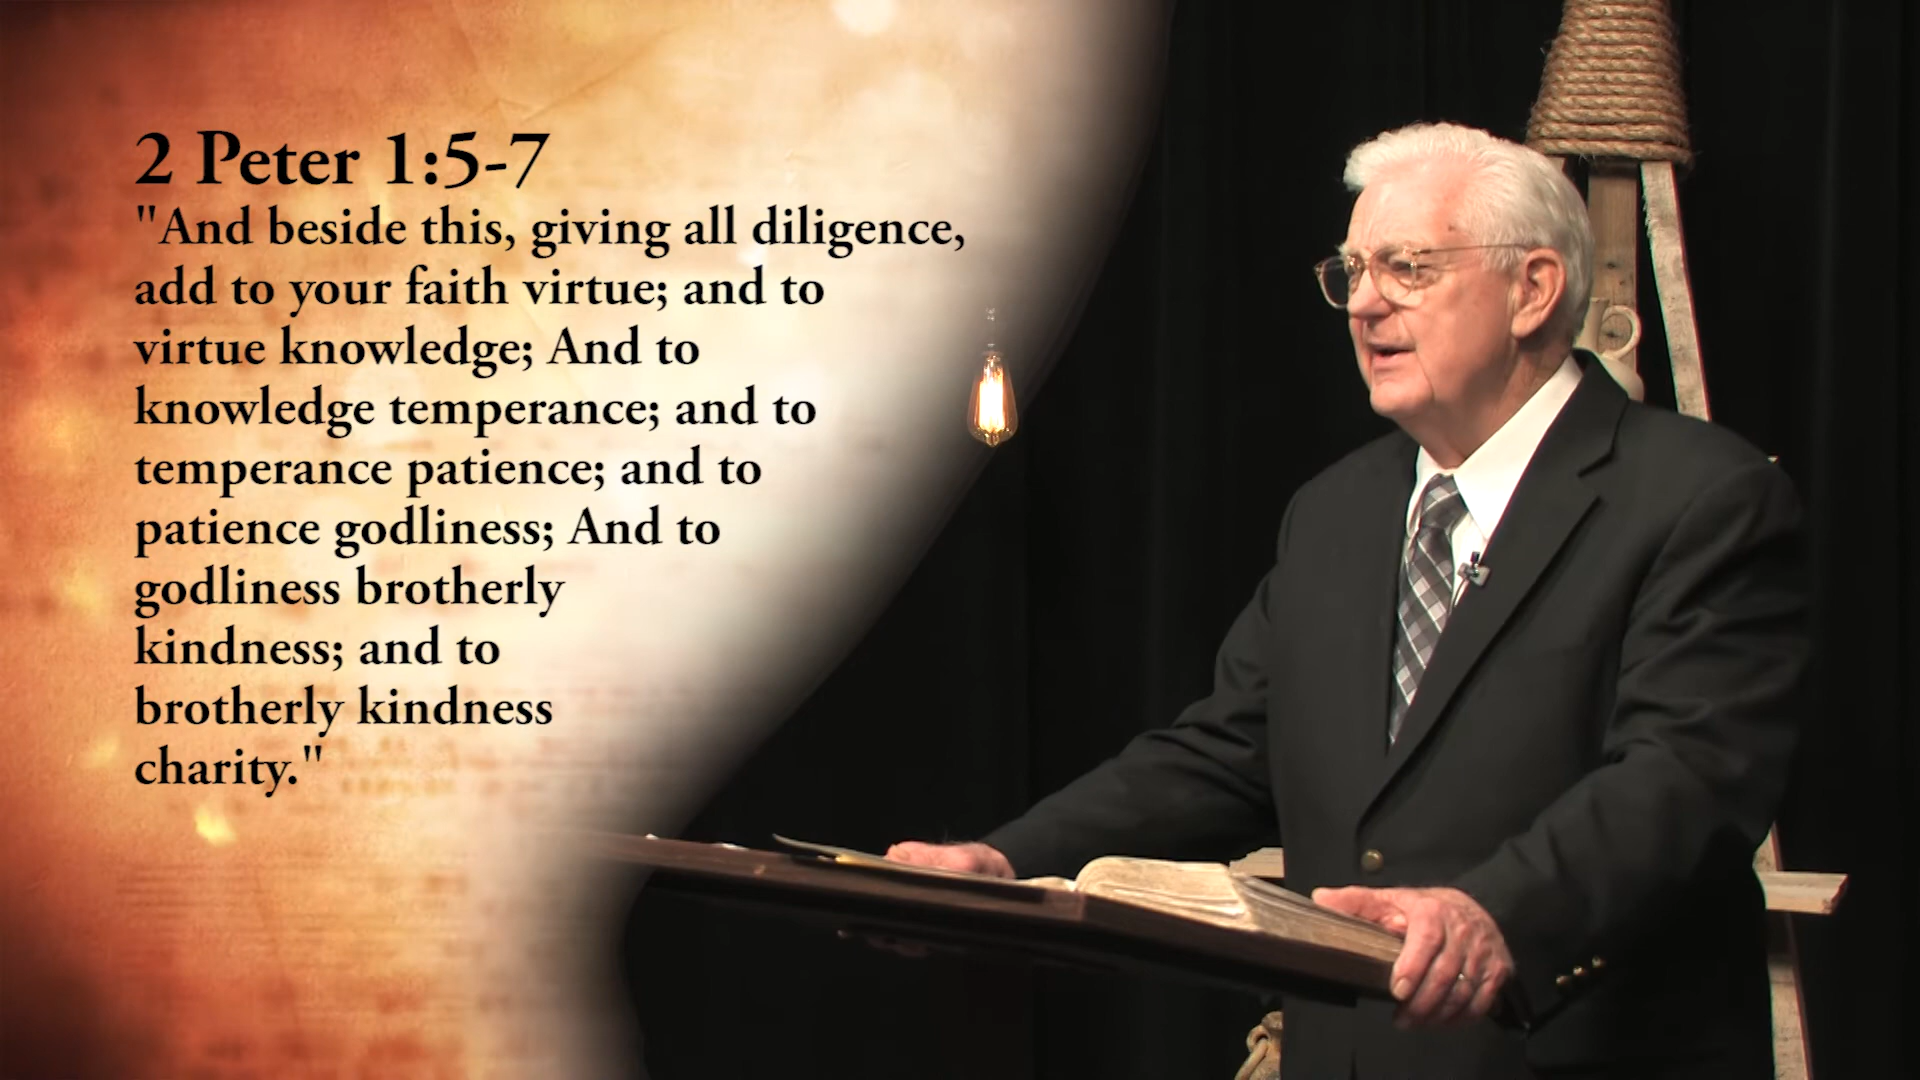 2 Peter 1:5-7
"And beside this, giving all diligence,
add to your faith virtue; and to
virtue knowledge; And to
knowledge temperance; and to
temperance patience; and to
patience godliness; And to
godliness brotherly
kindness; and to
brotherly kindness
charity."